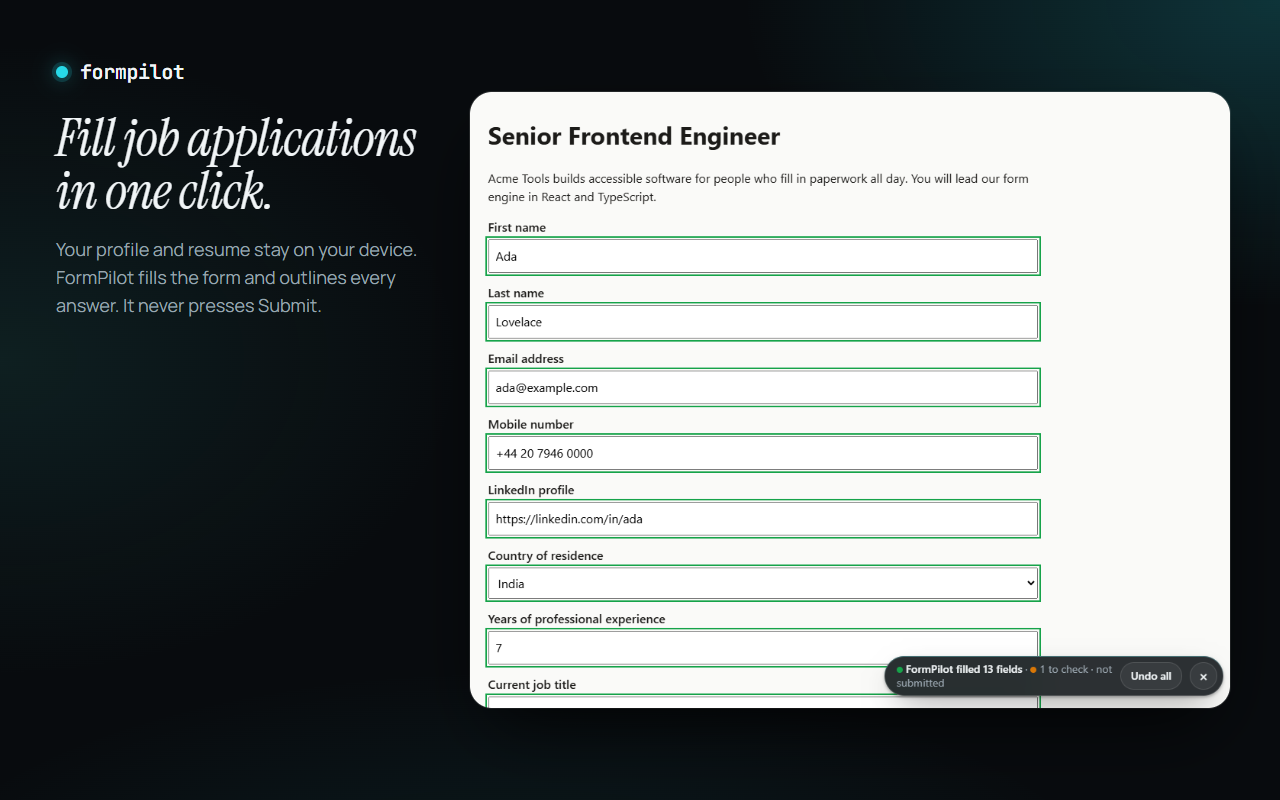 formpilot
Fill job applications
in one click.
Your profile and resume stay on your device.
FormPilot fills the form and outlines every
answer. It never presses Submit.
Senior Frontend Engineer
Acme Tools builds accessible software for people who fill in paperwork all day. You will lead our form
engine in React and TypeScript.
First name
Ada
Last name
Lovelace
Email address
ada@example.com
Mobile number
+44 20 7946 0000
LinkedIn profile
https://linkedin.com/in/ada
Country of residence
India
Years of professional experience
7
Current job title
FormPilot filled 13 fields · 1 to check · not
submitted
Undo all
×